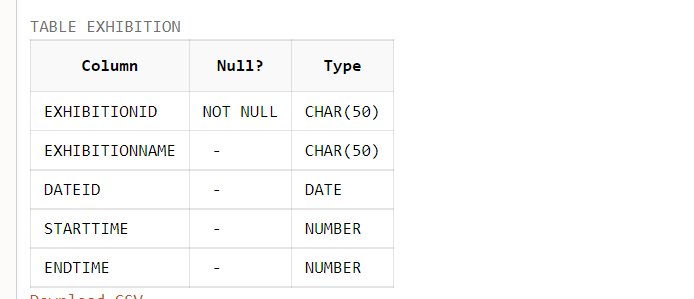 TABLE EXHIBITION
Column Null? Type
EXHIBITIONID NOT NULL CHAR(50)
EXHIBITIONNAME - CHAR(50)
DATEID - DATE
STARTTIME - NUMBER
ENDTIME - NUMBER
Download CSV